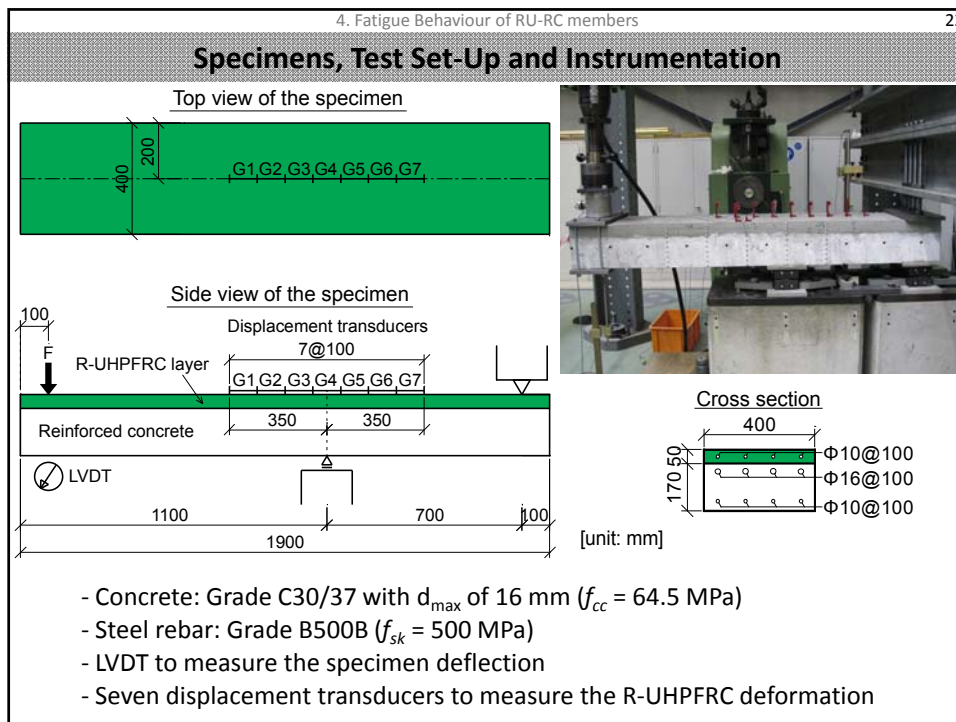 4. Fatigue Behaviour of RU-RC members
Specimens, Test Set-Up and Instrumentation
Top view of the specimen
200
400
G1 G2 G3 G4 G5 G6 G7
Side view of the specimen
100
F
Displacement transducers
7@100
R-UHPFRC layer
G1 G2 G3 G4 G5 G6 G7
350 350
Reinforced concrete
LVDT
1100 700 100
1900
[unit: mm]
Cross section
400
50
170
Φ10@100
Φ16@100
Φ10@100
- Concrete: Grade C30/37 with dmax of 16 mm (fcc = 64.5 MPa)
- Steel rebar: Grade B500B (fsk = 500 MPa)
- LVDT to measure the specimen deflection
- Seven displacement transducers to measure the R-UHPFRC deformation